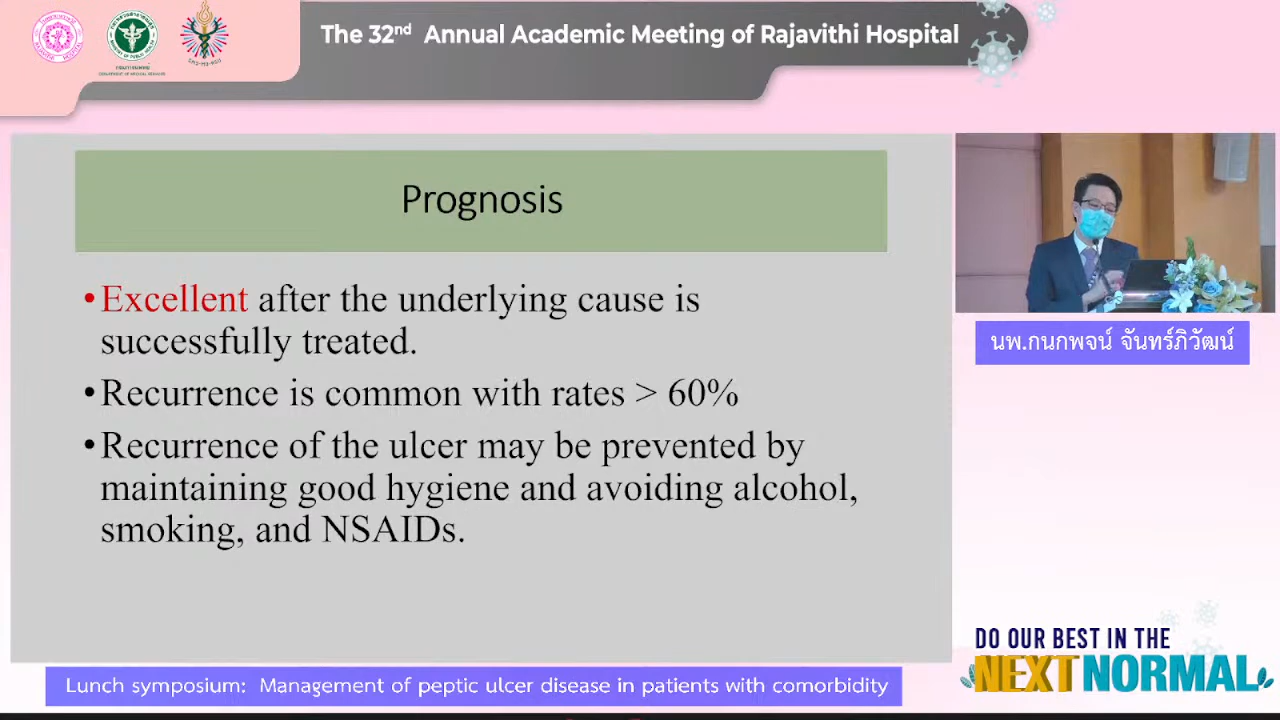 The 32nd Annual Academic Meeting of Rajavithi Hospital
Prognosis
•Excellent after the underlying cause is
successfully treated.
•Recurrence is common with rates > 60%
•Recurrence of the ulcer may be prevented by
maintaining good hygiene and avoiding alcohol,
smoking, and NSAIDs.
นพ.กนกพจน์ จันทร์ภิวัฒน์
DO OUR BEST IN THE
NEXT NORMAL
Lunch symposium: Management of peptic ulcer disease in patients with comorbidity